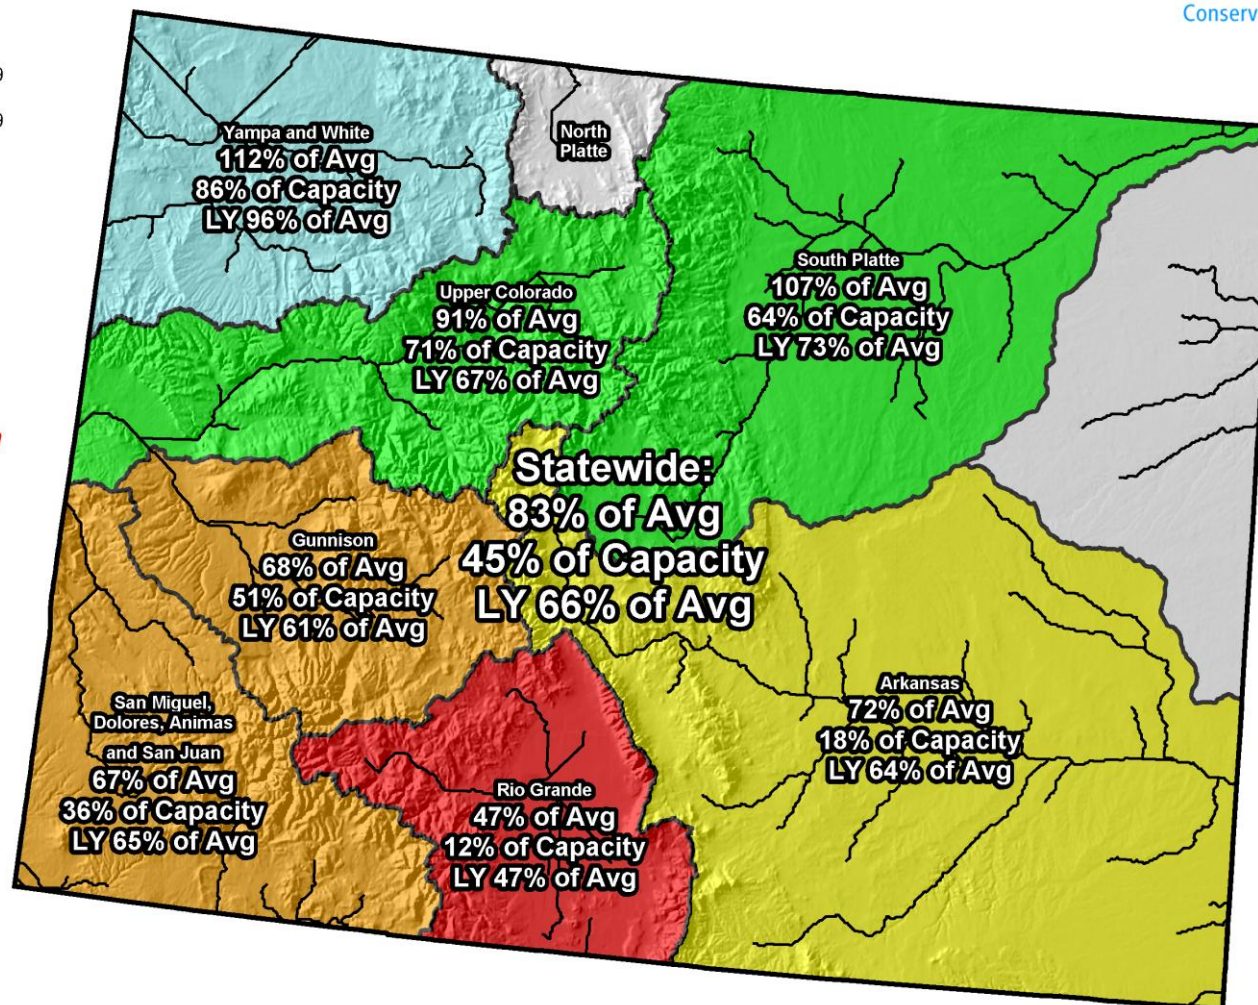 Conserv
9
9
Yampa and White
112% of Avg
86% of Capacity
LY 96% of Avg
North
Platte
South Platte
107% of Avg
64% of Capacity
LY 73% of Avg
Upper Colorado
91% of Avg
71% of Capacity
LY 67% of Avg
Statewide:
83% of Avg
45% of Capacity
LY 66% of Avg
Gunnison
68% of Avg
51% of Capacity
LY 61% of Avg
San Miguel,
Dolores, Animas
and San Juan
67% of Avg
36% of Capacity
LY 65% of Avg
Rio Grande
47% of Avg
12% of Capacity
LY 47% of Avg
Arkansas
72% of Avg
18% of Capacity
LY 64% of Avg